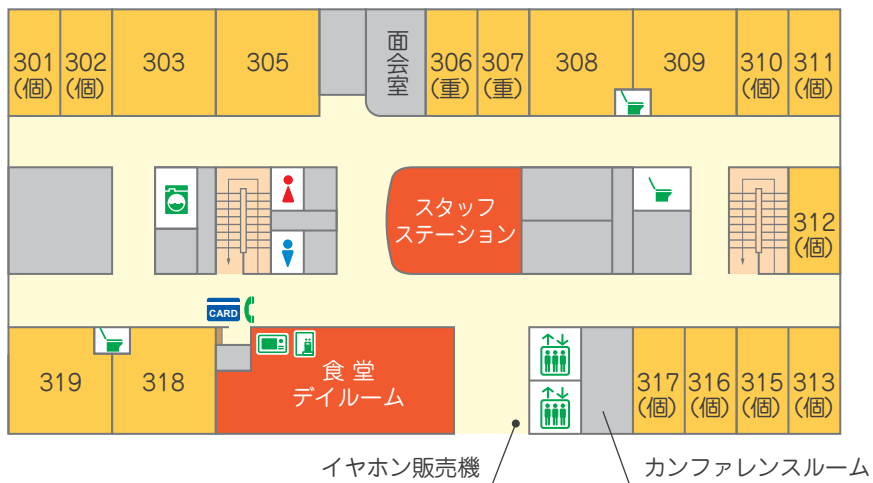 301
(個)
302
(個)
303
305
面会室
306
(重)
307
(重)
308
309
310
(個)
311
(個)
スタッフ
ステーション
312
(個)
CARD
319
318
食堂
デイルーム
317
(個)
316
(個)
315
(個)
313
(個)
イヤホン販売機
カンファレンスルーム